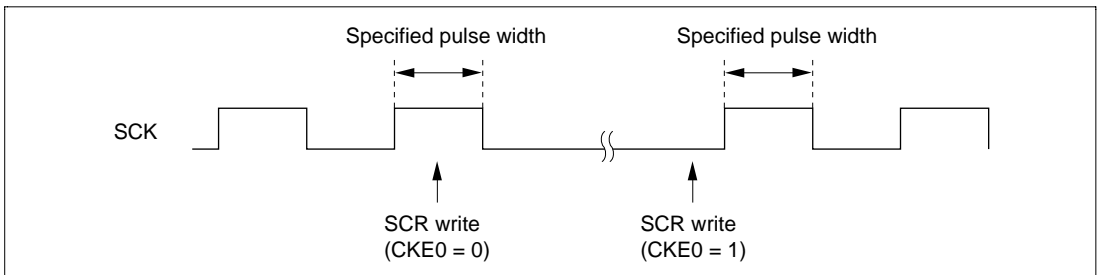 Specified pulse width
Specified pulse width
SCK
SCR write
(CKE0 = 0)
SCR write
(CKE0 = 1)